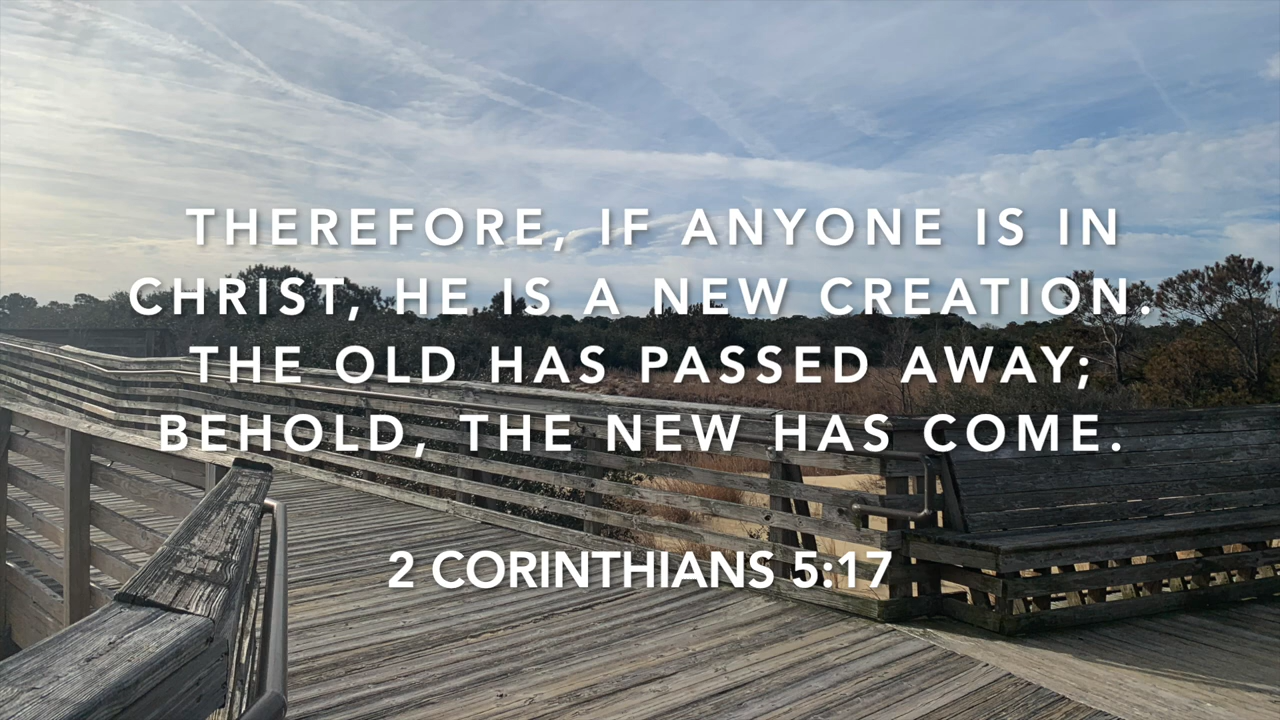 THEREFORE, IF ANYONE IS IN
CHRIST, HE IS A NEW CREATION.
THE OLD HAS PASSED AWAY;
BEHOLD, THE NEW HAS COME.
2 CORINTHIANS 5:17